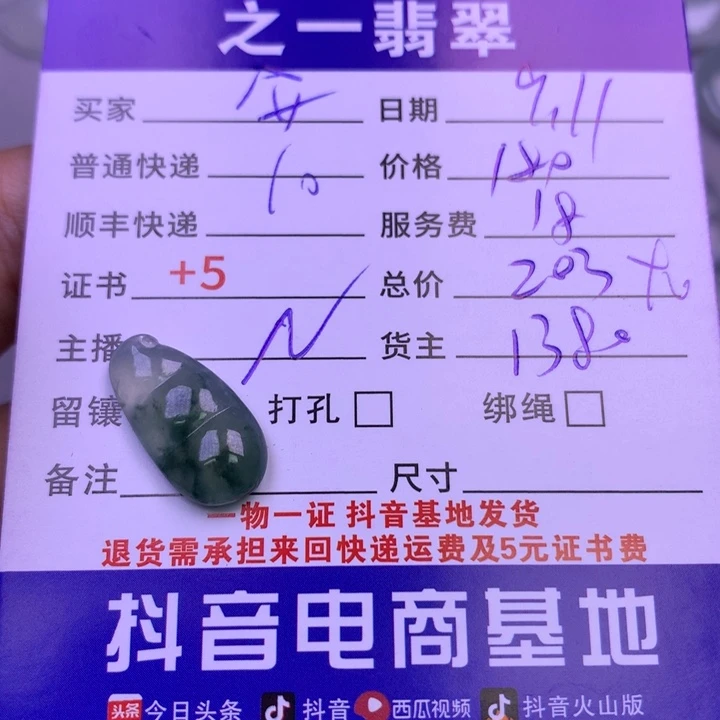 之一翡翠
买家 安 日期 9.11
普通快递 10 价格 180
顺丰快递 服务费 18
证书 +5 总价 203元
主播 N 货主 1380
留镶 打孔 绑绳
备注 尺寸
一物一证 抖音基地发货
退货需承担来回快递运费及5元证书费
抖音电商基地
头条 今日头条 抖音 西瓜视频 抖音火山版